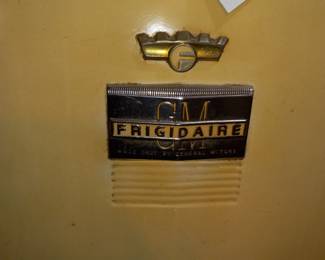 F
GM
FRIGIDAIRE
MADE ONLY BY GENERAL MOTORS